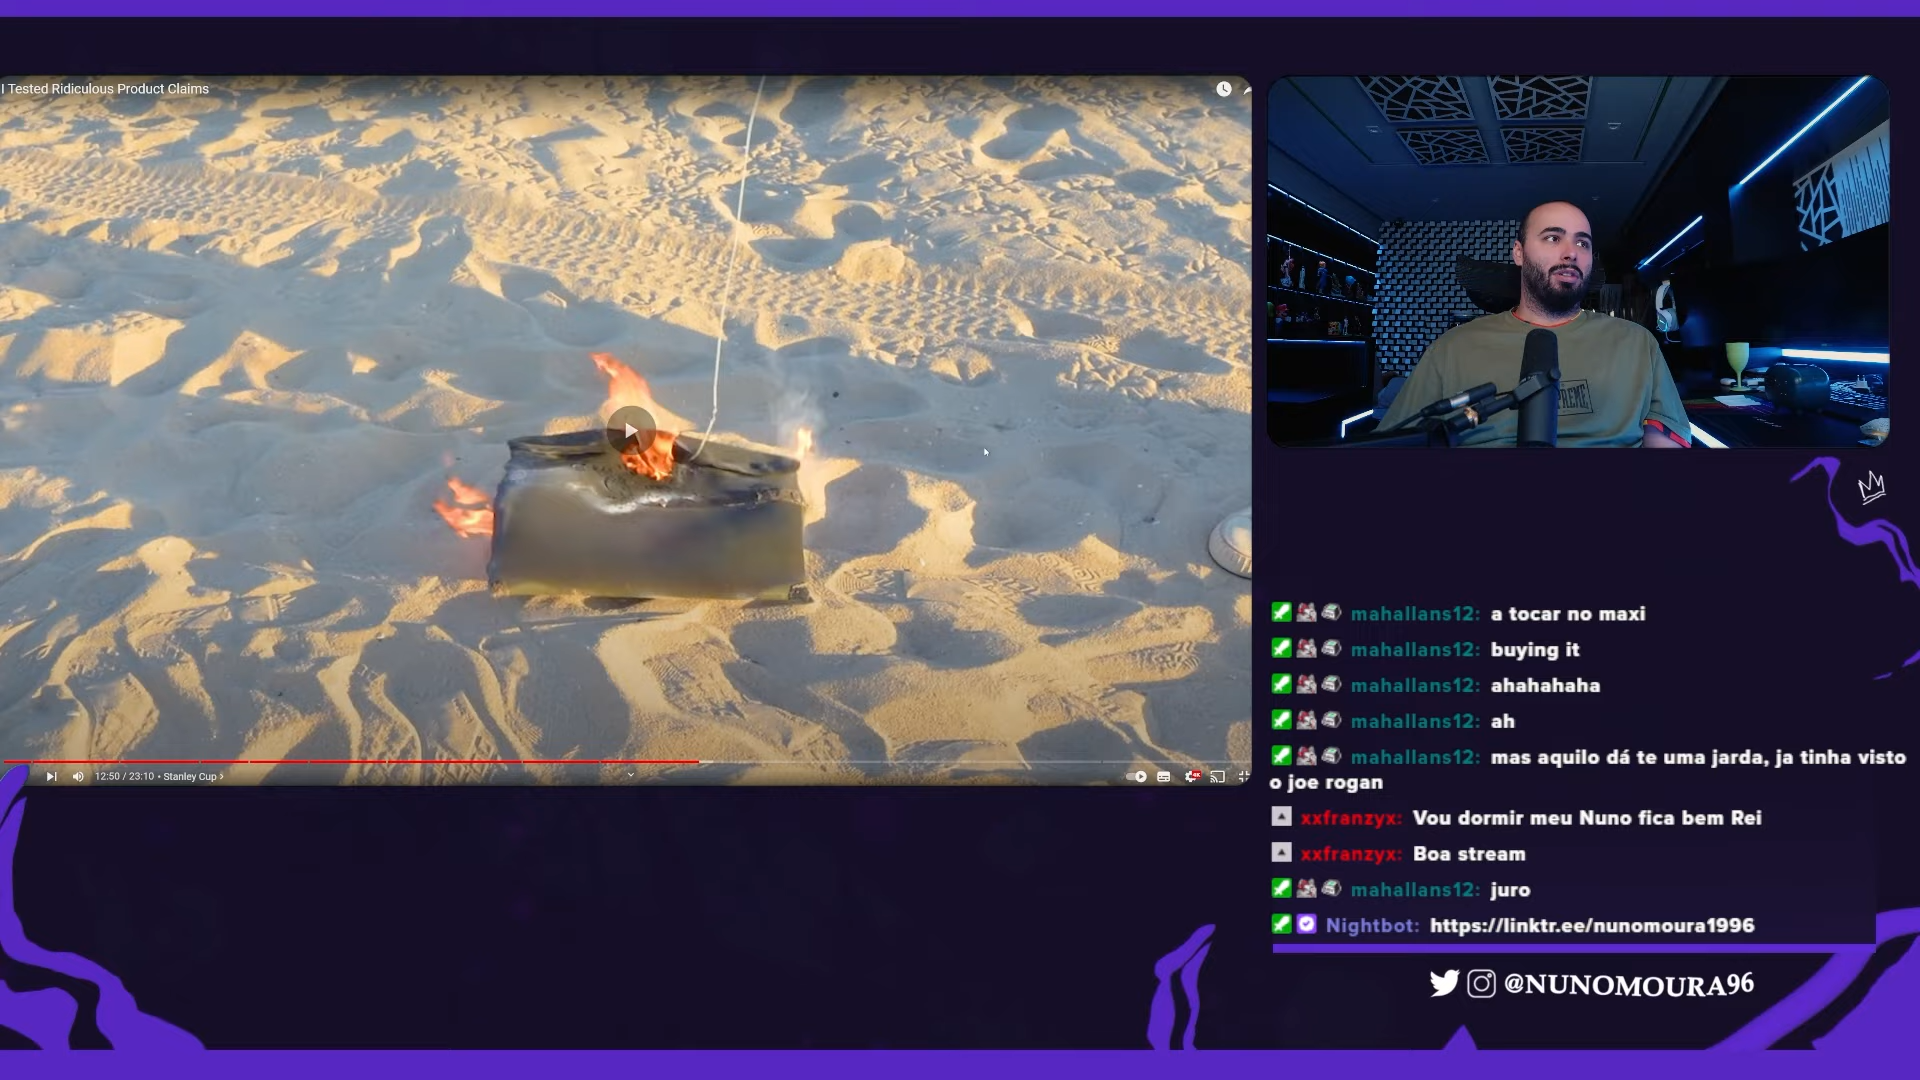 I Tested Ridiculous Product Claims
12:50 / 23:10 • Stanley Cup ›
4K
mahallans12: a tocar no maxi
mahallans12: buying it
mahallans12: ahahahaha
mahallans12: ah
mahallans12: mas aquilo dá te uma jarda, ja tinha visto
o joe rogan
xxfranzyx: Vou dormir meu Nuno fica bem Rei
xxfranzyx: Boa stream
mahallans12: juro
Nightbot: https://linktr.ee/nunomoura1996
@NUNOMOURA96